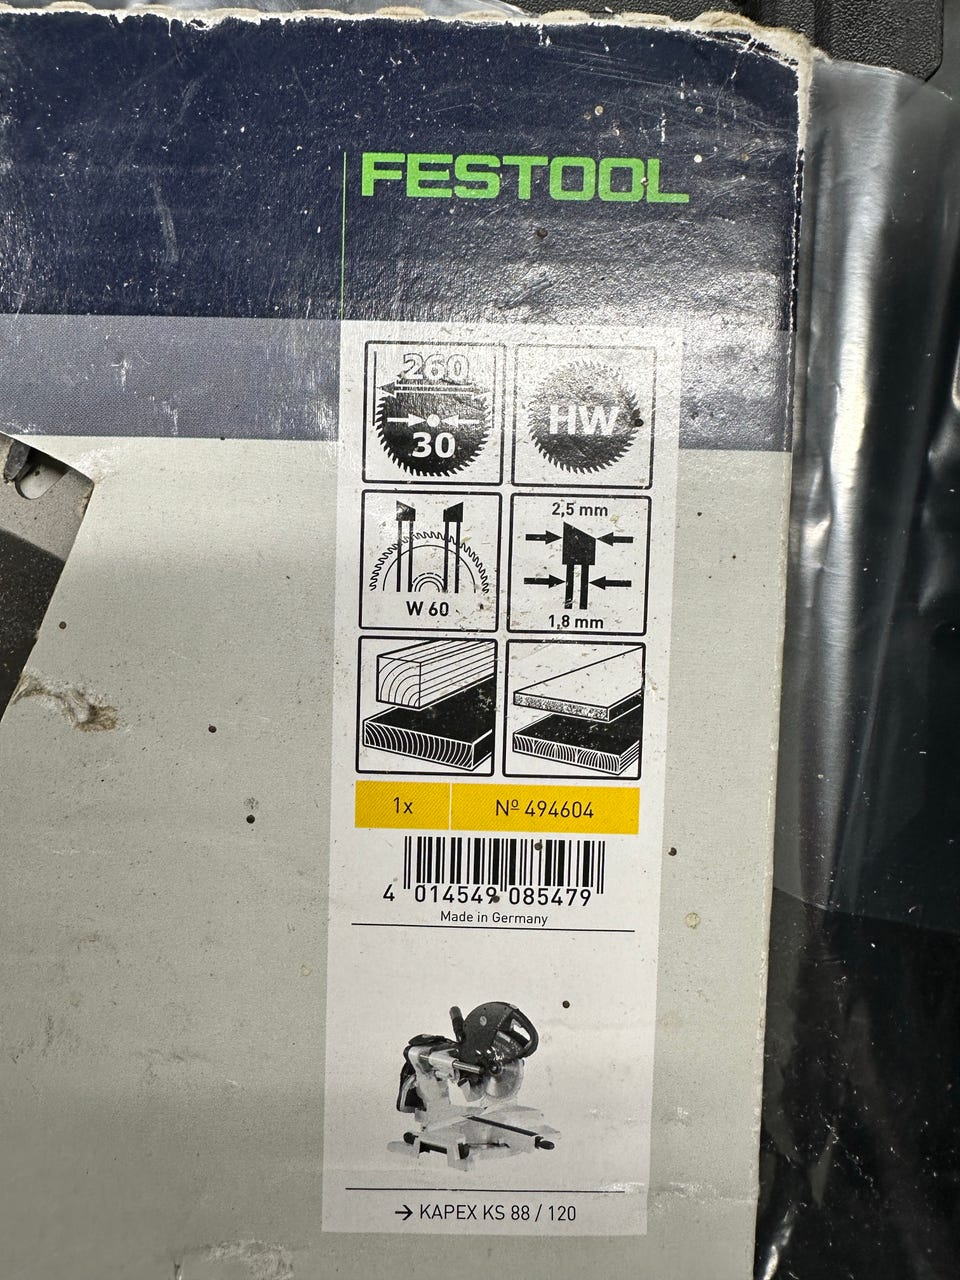 FESTOOL
260
30
HW
W 60
2,5 mm
1,8 mm
1x Nº 494604
4 014549 085479
Made in Germany
→ KAPEX KS 88 / 120